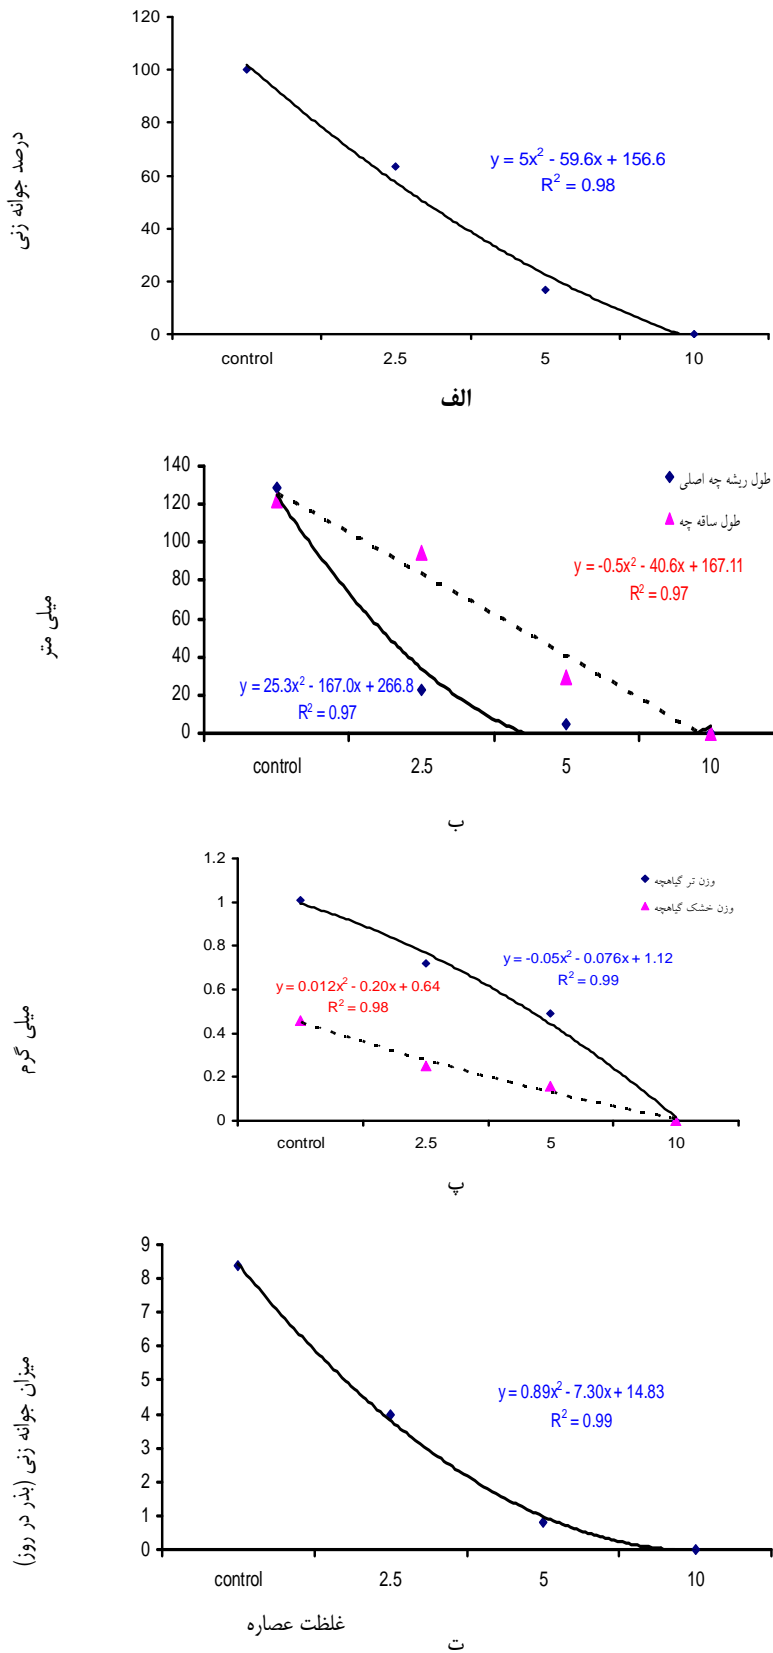 120
100
80
60
40
20
0
درصد جوانه زنی
y = 5x² - 59.6x + 156.6
R² = 0.98
control 2.5 5 10
الف
140
120
100
80
60
40
20
0
میلی متر
طول ریشه چه اصلی
طول ساقه چه
y = -0.5x² - 40.6x + 167.11
R² = 0.97
y = 25.3x² - 167.0x + 266.8
R² = 0.97
control 2.5 5 10
ب
1.2
1
0.8
0.6
0.4
0.2
0
میلی گرم
وزن تر گیاهچه
وزن خشک گیاهچه
y = -0.05x² - 0.076x + 1.12
R² = 0.99
y = 0.012x² - 0.20x + 0.64
R² = 0.98
control 2.5 5 10
پ
9
8
7
6
5
4
3
2
1
0
میزان جوانه زنی (بذر در روز)
y = 0.89x² - 7.30x + 14.83
R² = 0.99
control 2.5 5 10
غلظت عصاره
ت